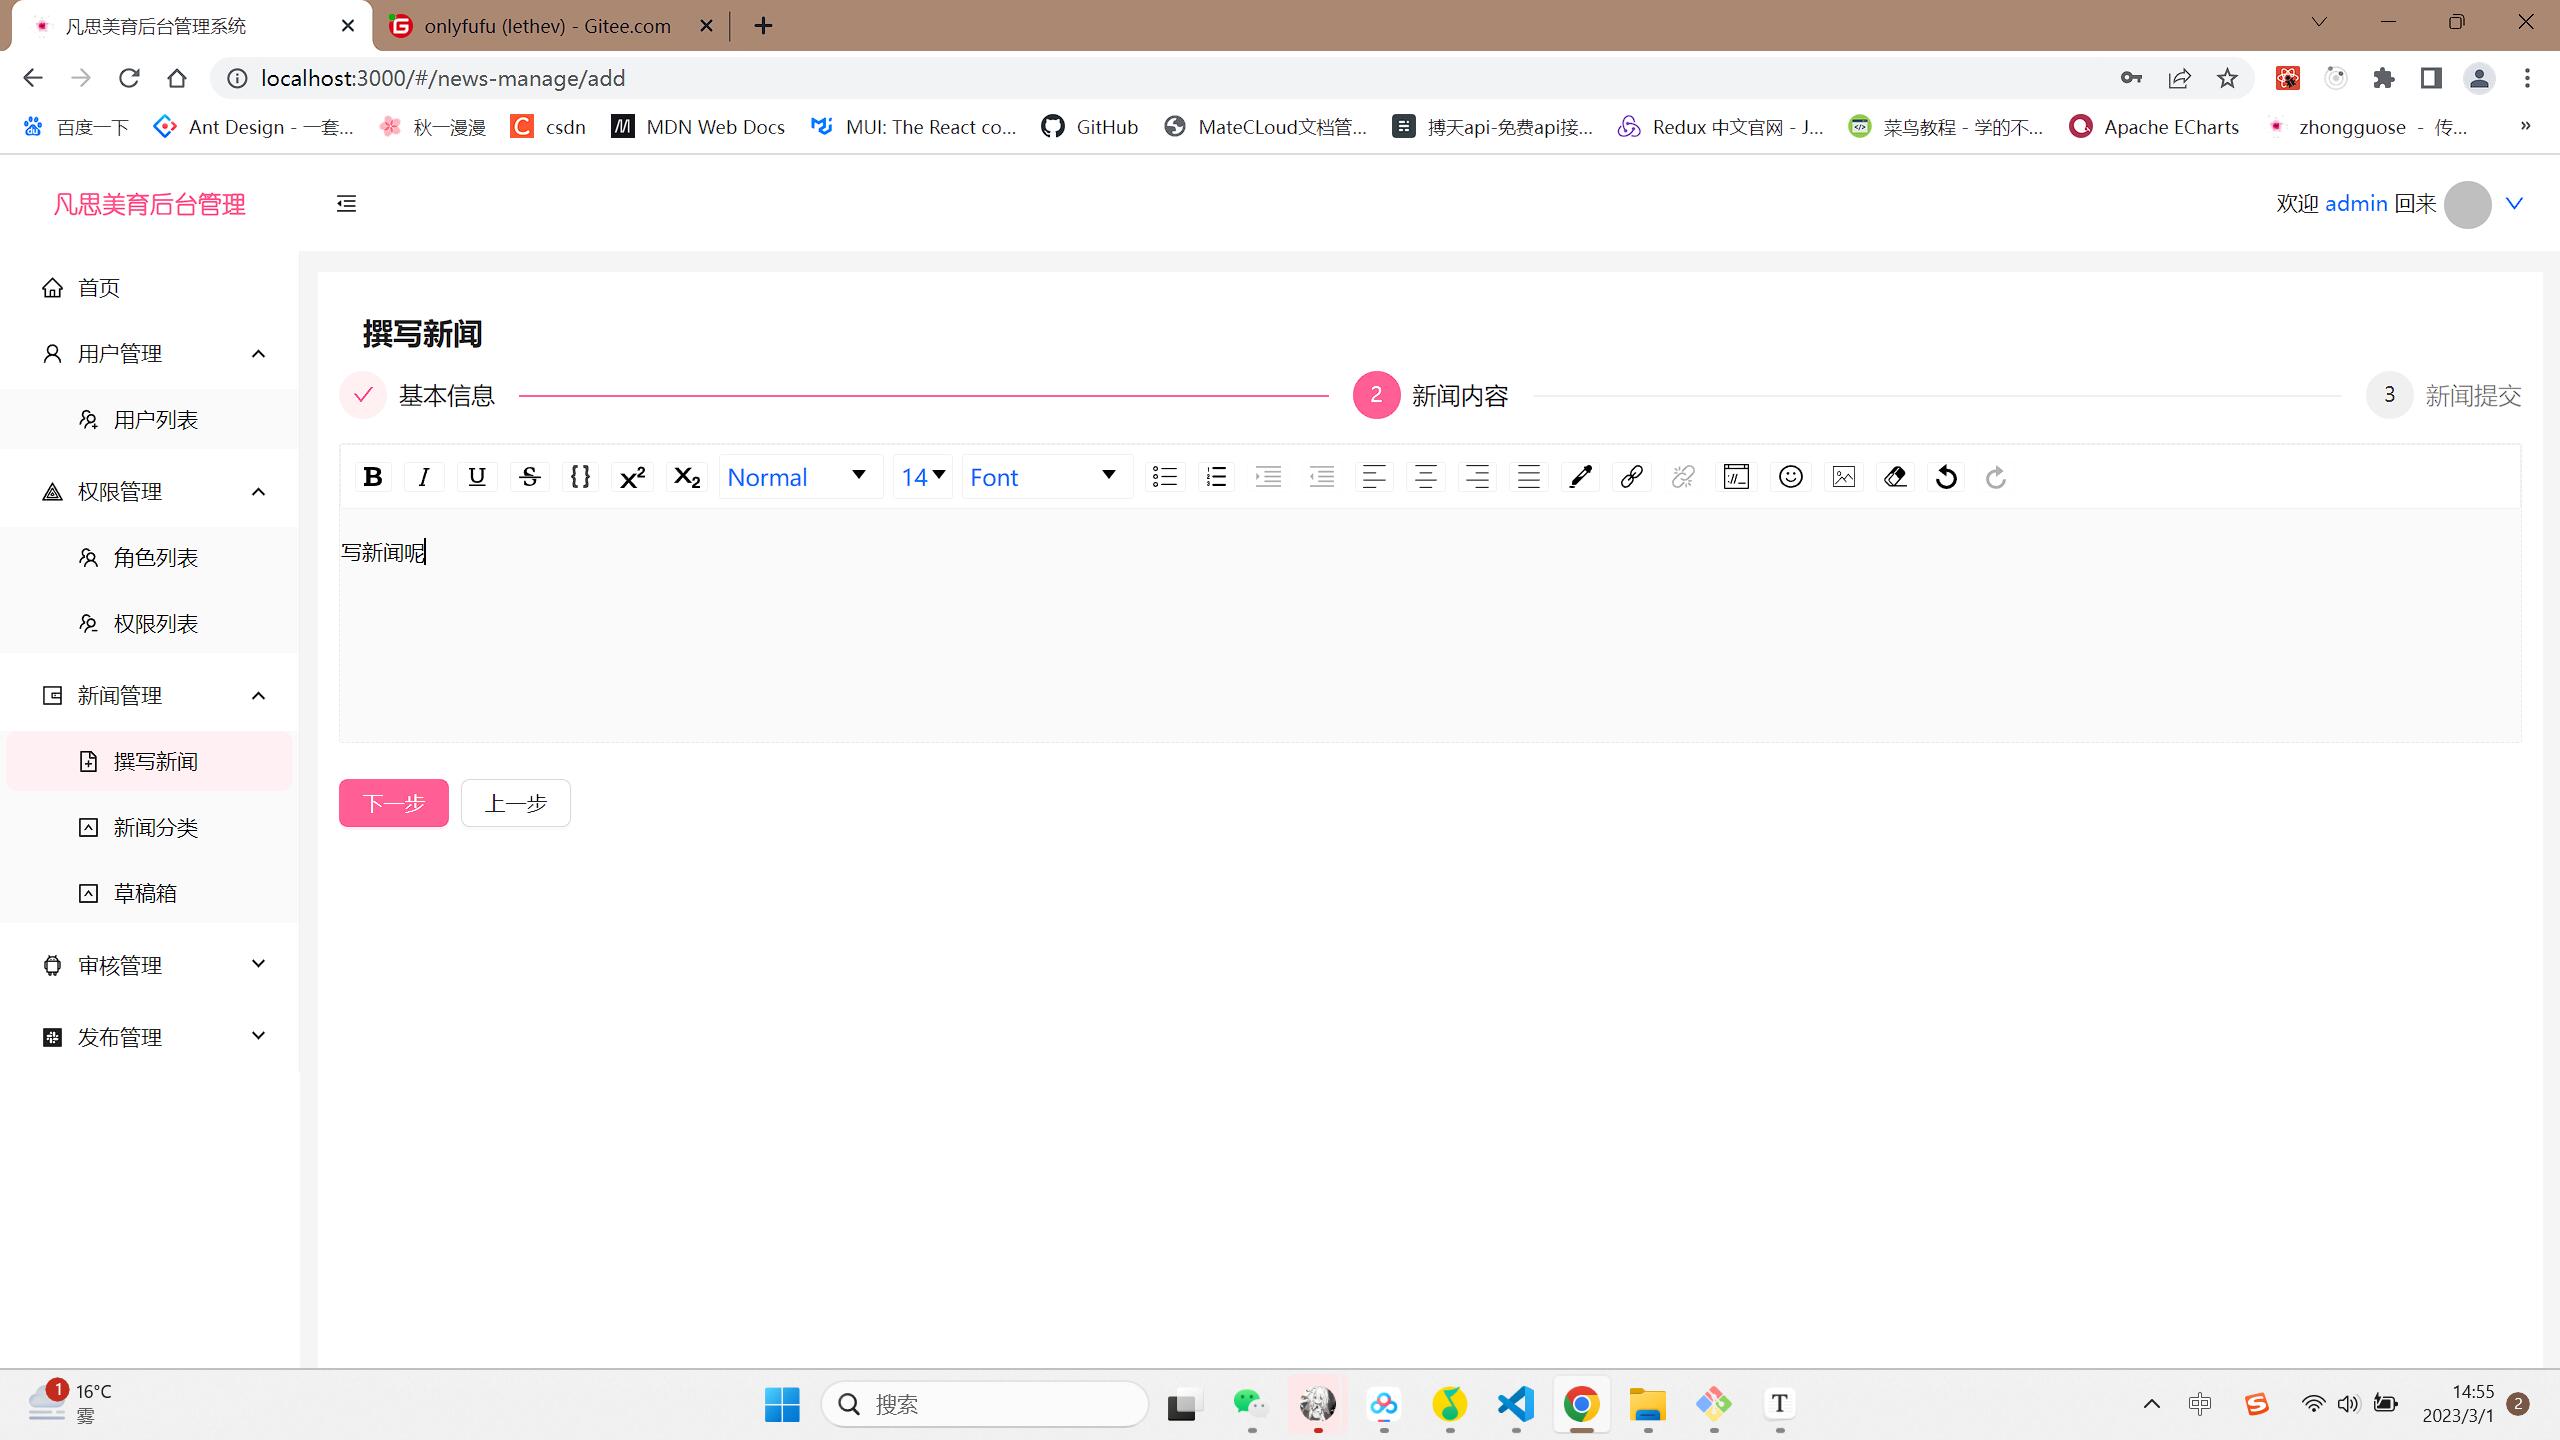 凡思美育后台管理系统
onlyfufu (lethev) - Gitee.com
localhost:3000/#/news-manage/add
百度一下 Ant Design - 一套... 秋一漫漫 csdn MDN Web Docs MUI: The React co... GitHub MateCLoud文档管... 搏天api-免费api接... Redux 中文官网 - J... 菜鸟教程 - 学的不... Apache ECharts zhongguose - 传... »
凡思美育后台管理
欢迎 admin 回来
首页
用户管理
用户列表
权限管理
角色列表
权限列表
新闻管理
撰写新闻
新闻分类
草稿箱
审核管理
发布管理
撰写新闻
基本信息
2 新闻内容
3 新闻提交
B I U S {} x² X₂ Normal 14 Font
写新闻呢
下一步 上一步
1 16°C
雾
搜索
T
中
14:55
2023/3/1
2